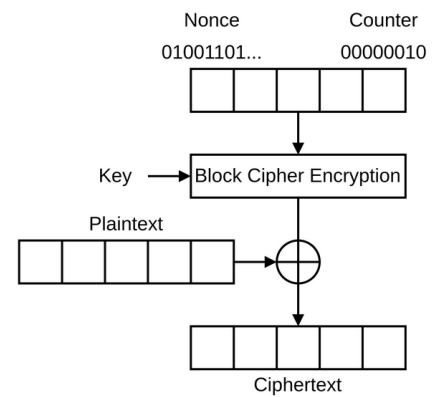 Nonce Counter
01001101... 00000010
Key
Block Cipher Encryption
Plaintext
Ciphertext